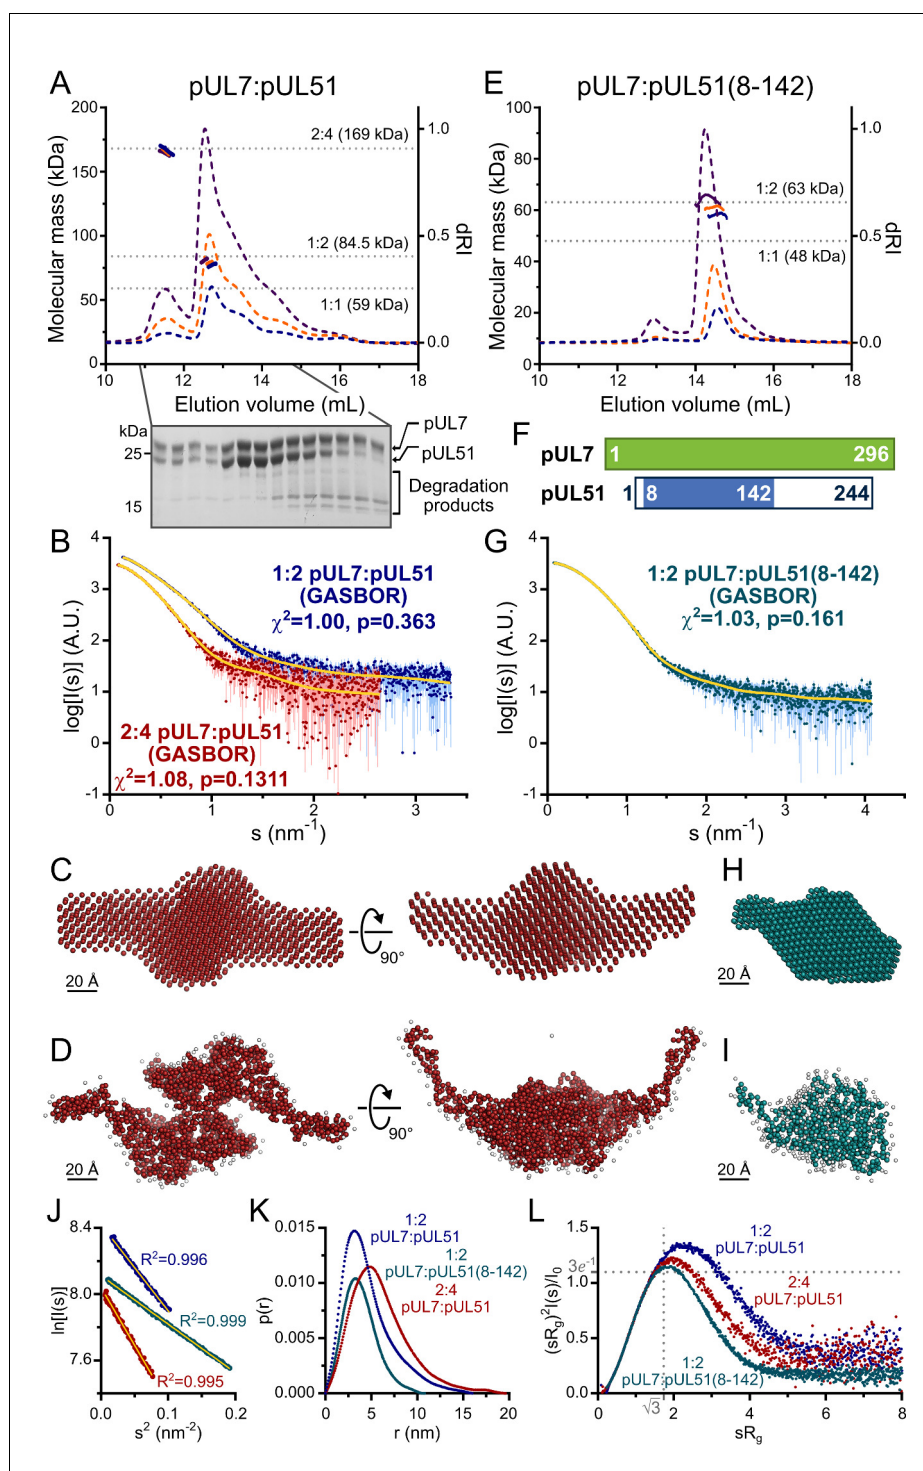 A
pUL7:pUL51
Molecular mass (kDa)
200
150
100
50
0
2:4 (169 kDa)
1:2 (84.5 kDa)
1:1 (59 kDa)
1.0
0.5
0.0
dRI
10 12 14 16 18
Elution volume (mL)
kDa
25
15
pUL7
pUL51
Degradation
products
E
pUL7:pUL51(8-142)
Molecular mass (kDa)
100
80
60
40
20
0
1:2 (63 kDa)
1:1 (48 kDa)
1.0
0.5
0.0
dRI
10 12 14 16 18
Elution volume (mL)
F
pUL7 1 296
pUL51 1 8 142 244
B
log[I(s)] (A.U.)
4
3
2
1
0
-1
1:2 pUL7:pUL51
(GASBOR)
χ²=1.00, p=0.363
2:4 pUL7:pUL51
(GASBOR)
χ²=1.08, p=0.1311
0 1 2 3
s (nm⁻¹)
G
log[I(s)] (A.U.)
4
3
2
1
0
-1
1:2 pUL7:pUL51(8-142)
(GASBOR)
χ²=1.03, p=0.161
0 1 2 3 4
s (nm⁻¹)
C
90°
20 Å
H
20 Å
D
90°
20 Å
I
20 Å
J
ln[I(s)]
8.4
8.0
7.6
R²=0.996
R²=0.999
R²=0.995
0.0 0.1 0.2
s² (nm⁻²)
K
p(r)
0.015
0.010
0.005
0.000
1:2
pUL7:pUL51
1:2
pUL7:pUL51(8-142)
2:4
pUL7:pUL51
0 5 10 15 20
r (nm)
L
(sRg)²I(s)/I₀
1.5
3e⁻¹
1.0
0.5
0.0
1:2
pUL7:pUL51
2:4
pUL7:pUL51
1:2
pUL7:pUL51(8-142)
√3
0 2 4 6 8
sRg